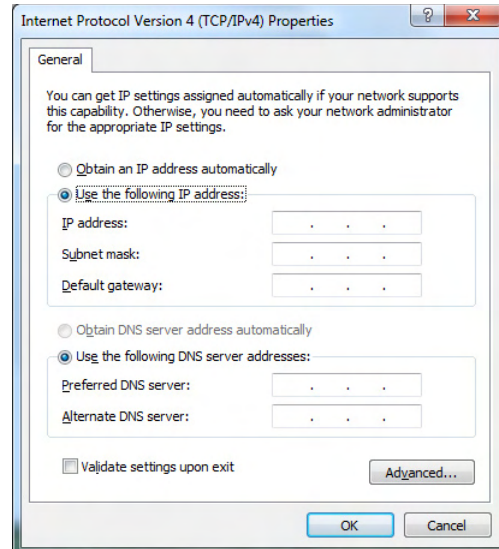 Internet Protocol Version 4 (TCP/IPv4) Properties
General
You can get IP settings assigned automatically if your network supports
this capability. Otherwise, you need to ask your network administrator
for the appropriate IP settings.
Obtain an IP address automatically
Use the following IP address:
IP address: . . .
Subnet mask: . . .
Default gateway: . . .
Obtain DNS server address automatically
Use the following DNS server addresses:
Preferred DNS server: . . .
Alternate DNS server: . . .
Validate settings upon exit
Advanced...
OK Cancel